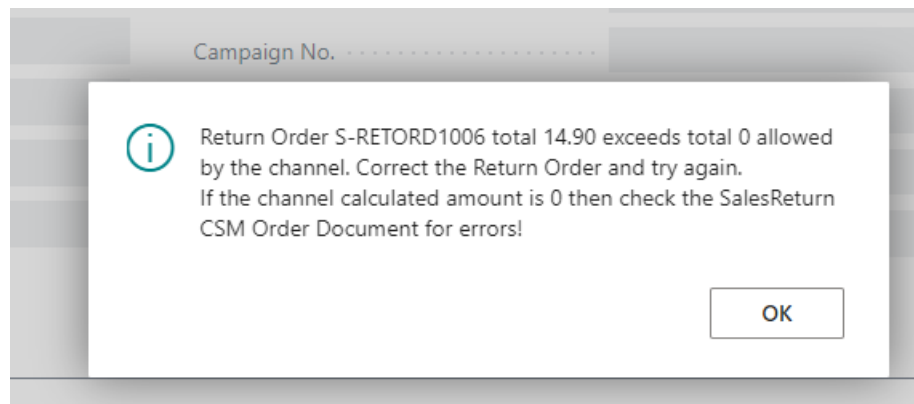 Campaign No.
Return Order S-RETORD1006 total 14.90 exceeds total 0 allowed
by the channel. Correct the Return Order and try again.
If the channel calculated amount is 0 then check the SalesReturn
CSM Order Document for errors!
OK